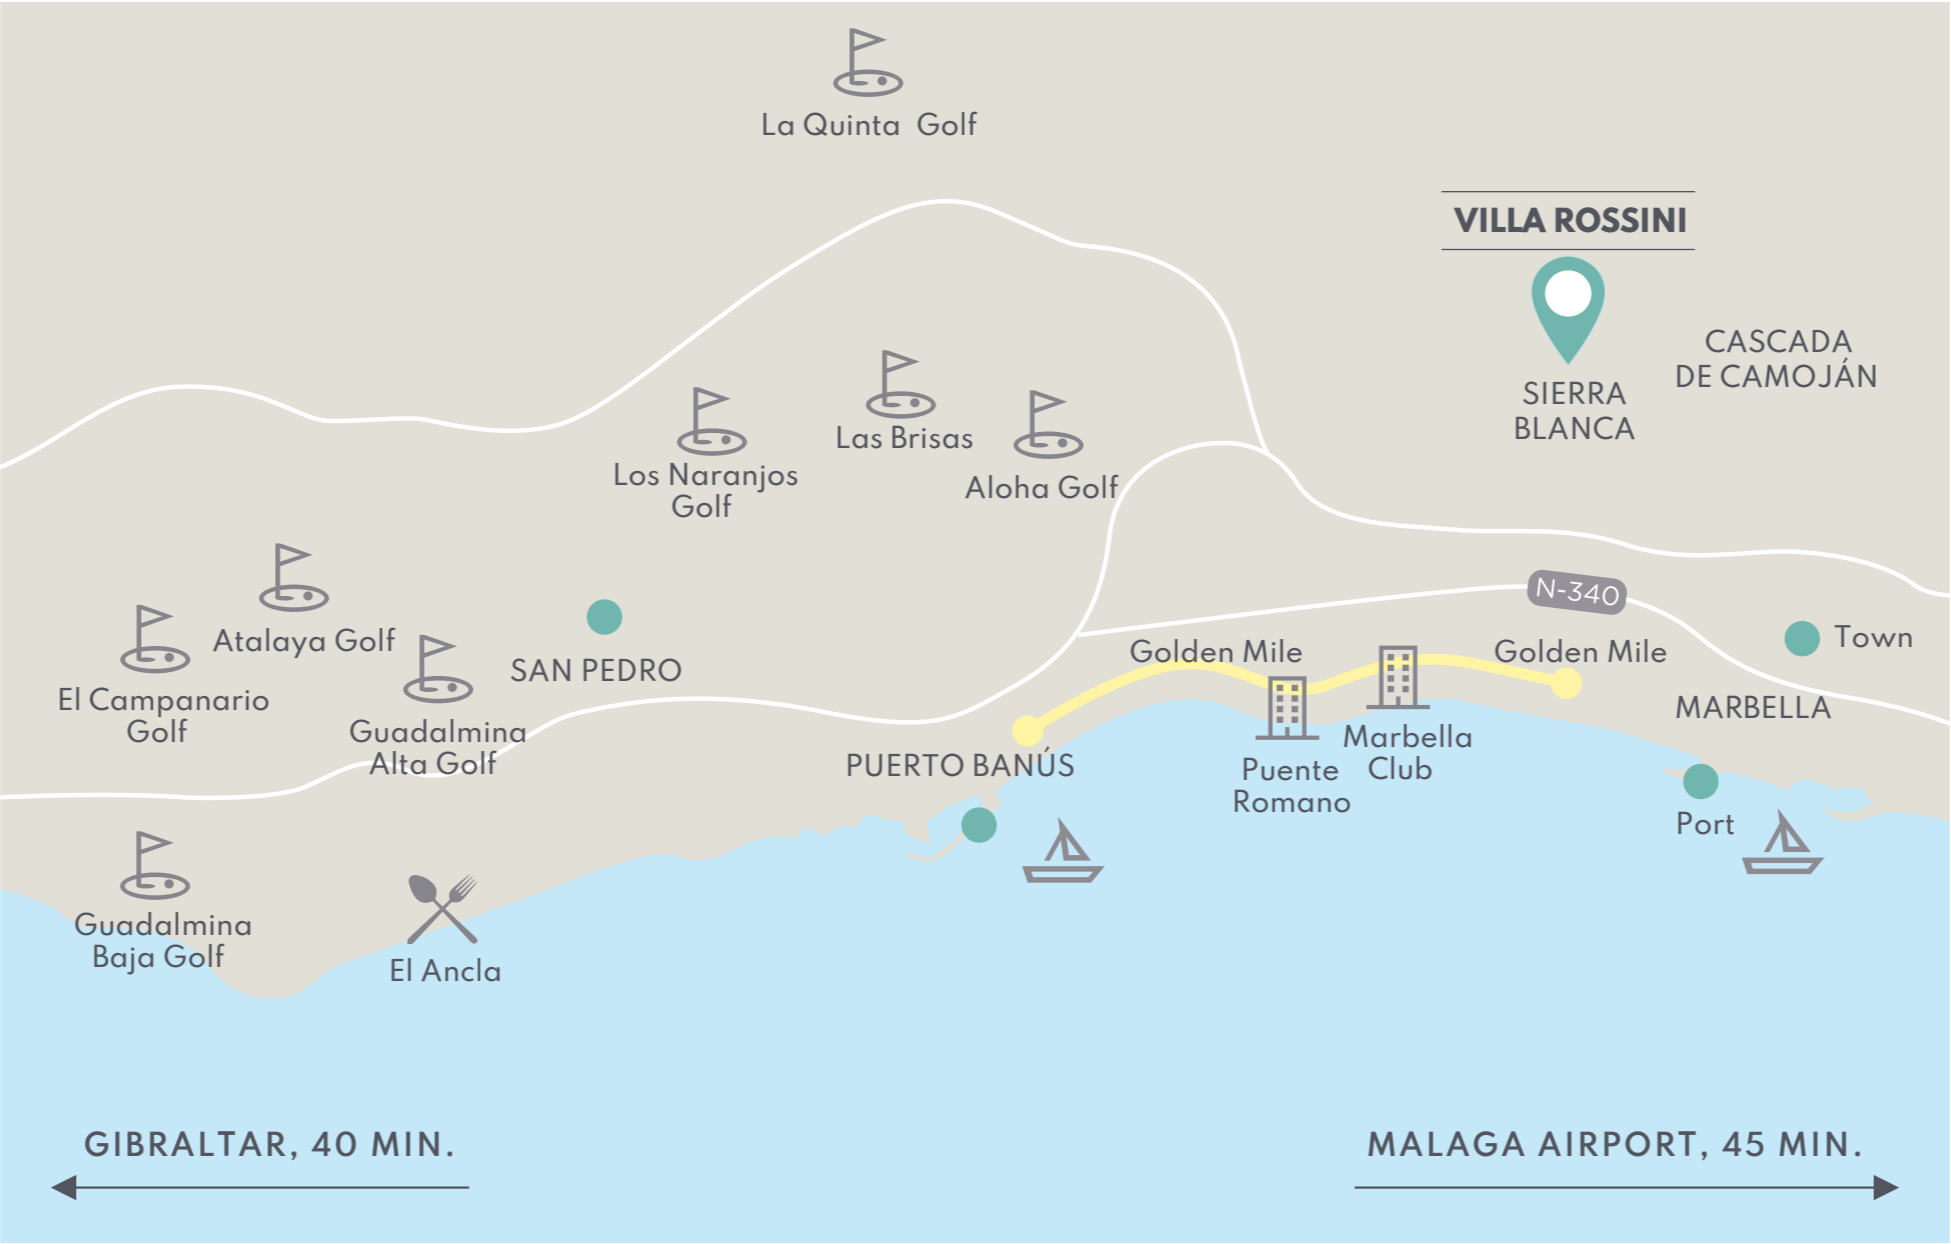 La Quinta Golf
VILLA ROSSINI
CASCADA
DE CAMOJÁN
SIERRA
BLANCA
Las Brisas
Los Naranjos
Golf
Aloha Golf
N-340
Atalaya Golf
SAN PEDRO
El Campanario
Golf
Guadalmina
Alta Golf
Golden Mile
Golden Mile
Town
MARBELLA
PUERTO BANÚS
Puente
Romano
Marbella
Club
Port
Guadalmina
Baja Golf
El Ancla
GIBRALTAR, 40 MIN.
MALAGA AIRPORT, 45 MIN.